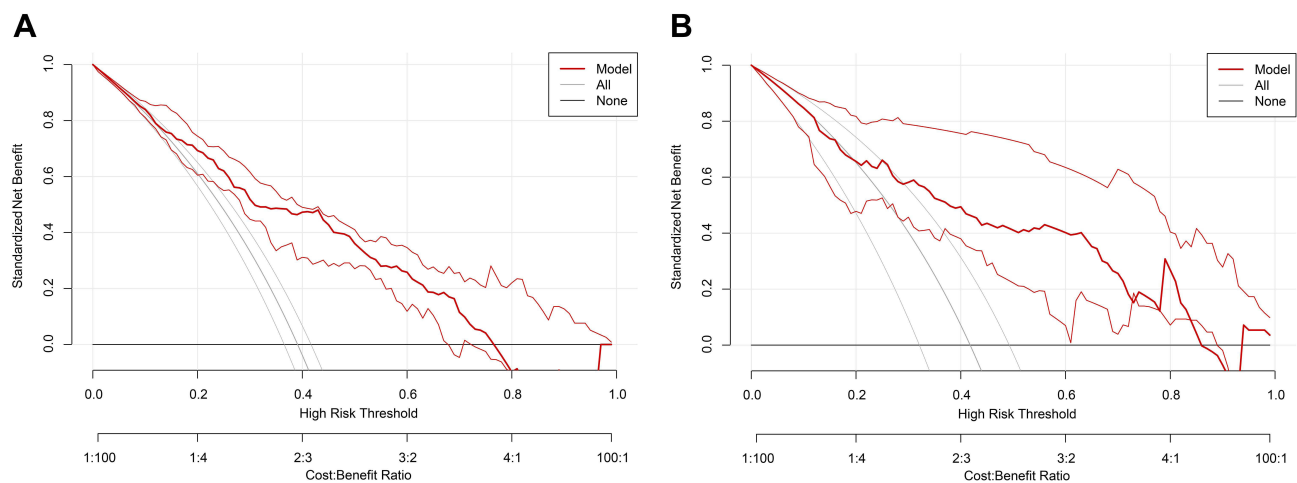 A
Standardized Net Benefit
1.0
0.8
0.6
0.4
0.2
0.0
Model
All
None
0.0 0.2 0.4 0.6 0.8 1.0
High Risk Threshold
1:100 1:4 2:3 3:2 4:1 100:1
Cost:Benefit Ratio
B
Standardized Net Benefit
1.0
0.8
0.6
0.4
0.2
0.0
Model
All
None
0.0 0.2 0.4 0.6 0.8 1.0
High Risk Threshold
1:100 1:4 2:3 3:2 4:1 100:1
Cost:Benefit Ratio